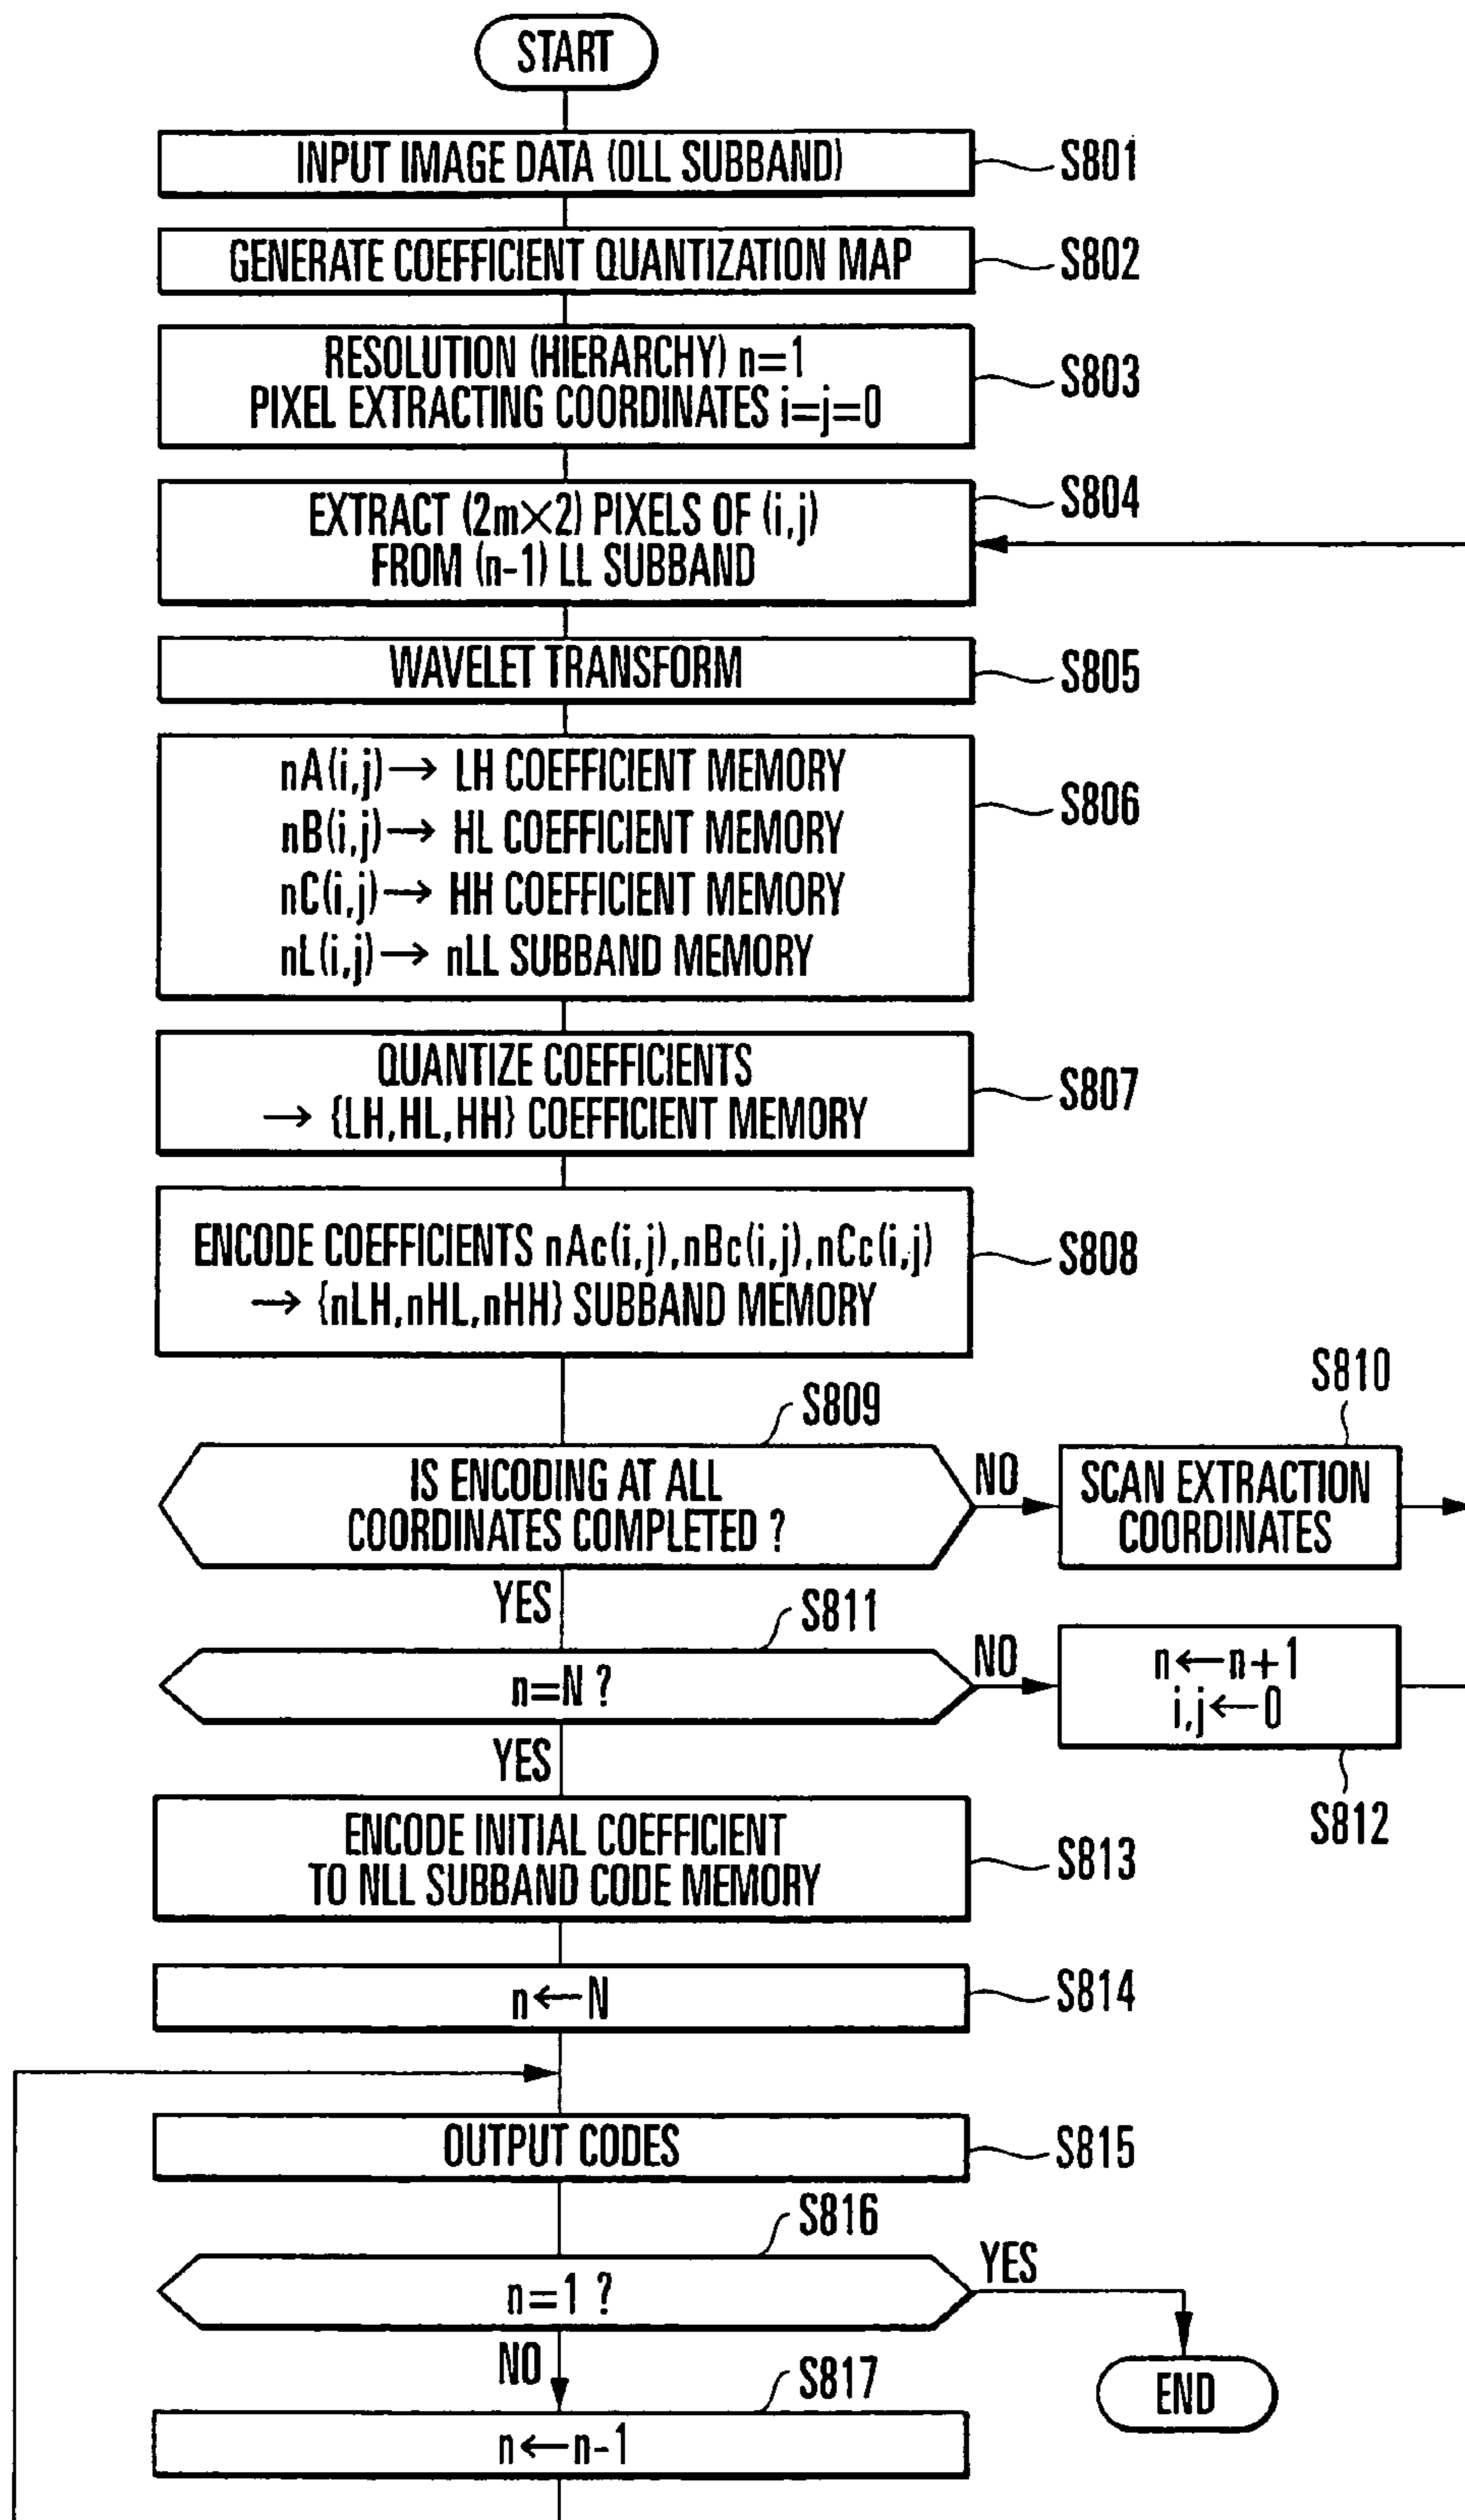 START
INPUT IMAGE DATA (OLL SUBBAND)
S801
GENERATE COEFFICIENT QUANTIZATION MAP
S802
RESOLUTION (HIERARCHY) n=1
PIXEL EXTRACTING COORDINATES i=j=0
S803
EXTRACT (2m×2) PIXELS OF (i,j)
FROM (n-1) LL SUBBAND
S804
WAVELET TRANSFORM
S805
nA(i,j)→ LH COEFFICIENT MEMORY
nB(i,j)→ HL COEFFICIENT MEMORY
nC(i,j)→ HH COEFFICIENT MEMORY
nL(i,j)→ nLL SUBBAND MEMORY
S806
QUANTIZE COEFFICIENTS
→ {LH,HL,HH} COEFFICIENT MEMORY
S807
ENCODE COEFFICIENTS nAc(i,j),nBc(i,j),nCc(i,j)
→ {nLH,nHL,nHH} SUBBAND MEMORY
S808
S809
IS ENCODING AT ALL
COORDINATES COMPLETED ?
NO
S810
SCAN EXTRACTION
COORDINATES
YES
S811
n=N ?
NO
n←n+1
i,j←0
S812
YES
ENCODE INITIAL COEFFICIENT
TO NLL SUBBAND CODE MEMORY
S813
n←N
S814
OUTPUT CODES
S815
S816
n=1 ?
YES
END
NO
S817
n←n-1